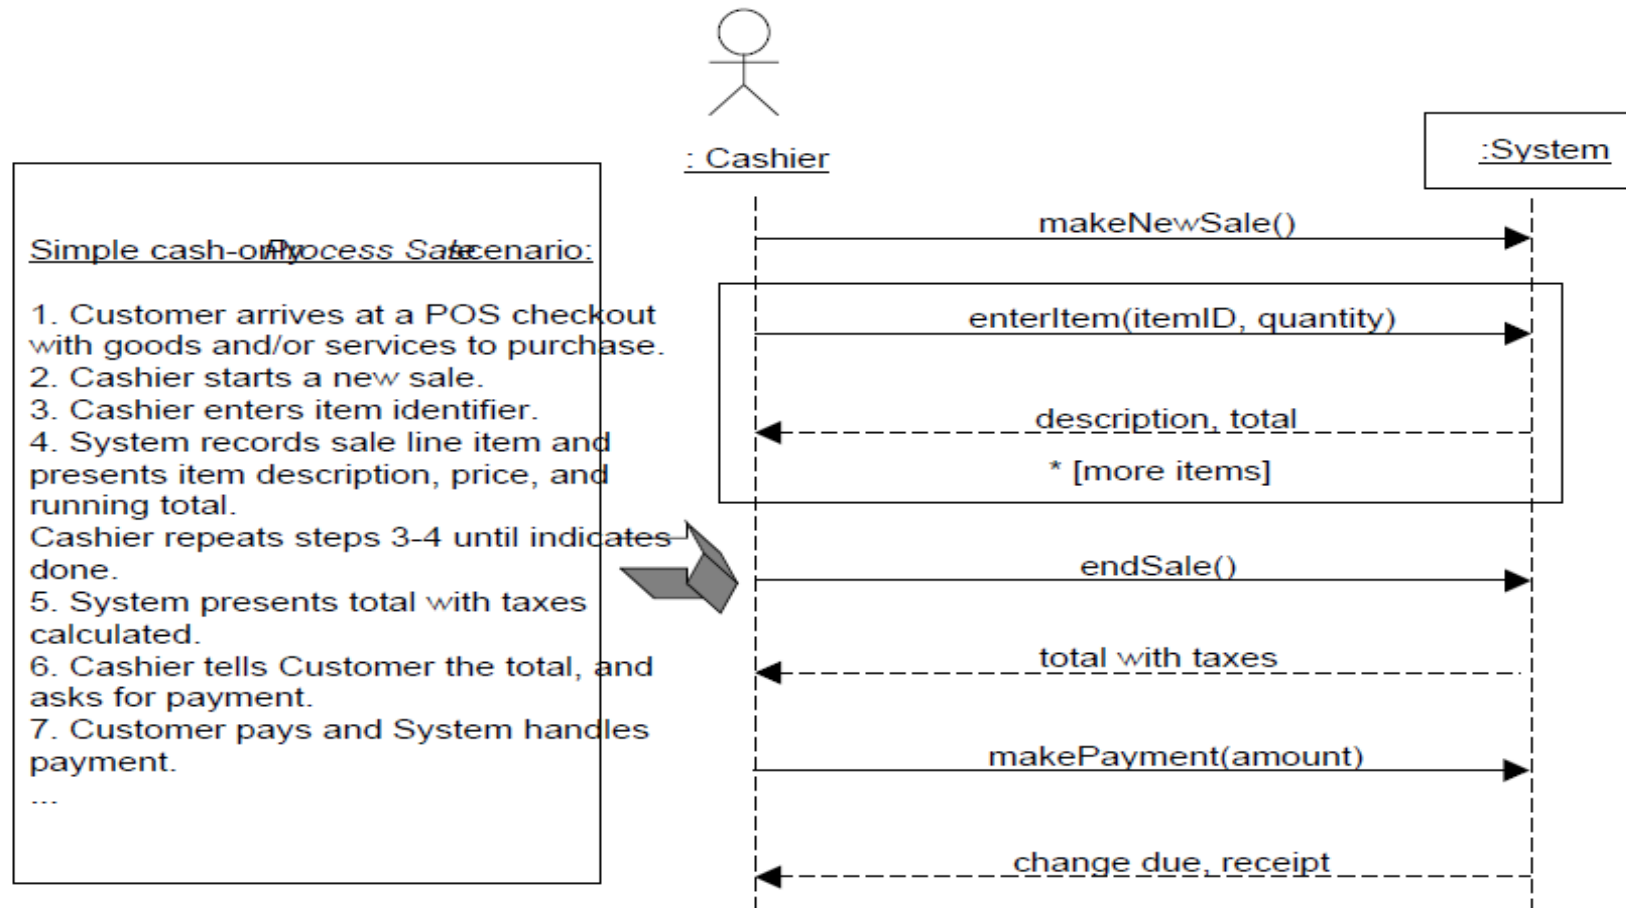 : Cashier
:System
Simple cash-only Process Sale scenario:
1. Customer arrives at a POS checkout
with goods and/or services to purchase.
2. Cashier starts a new sale.
3. Cashier enters item identifier.
4. System records sale line item and
presents item description, price, and
running total.
Cashier repeats steps 3-4 until indicates
done.
5. System presents total with taxes
calculated.
6. Cashier tells Customer the total, and
asks for payment.
7. Customer pays and System handles
payment.
...
makeNewSale()
enterItem(itemID, quantity)
description, total
* [more items]
endSale()
total with taxes
makePayment(amount)
change due, receipt